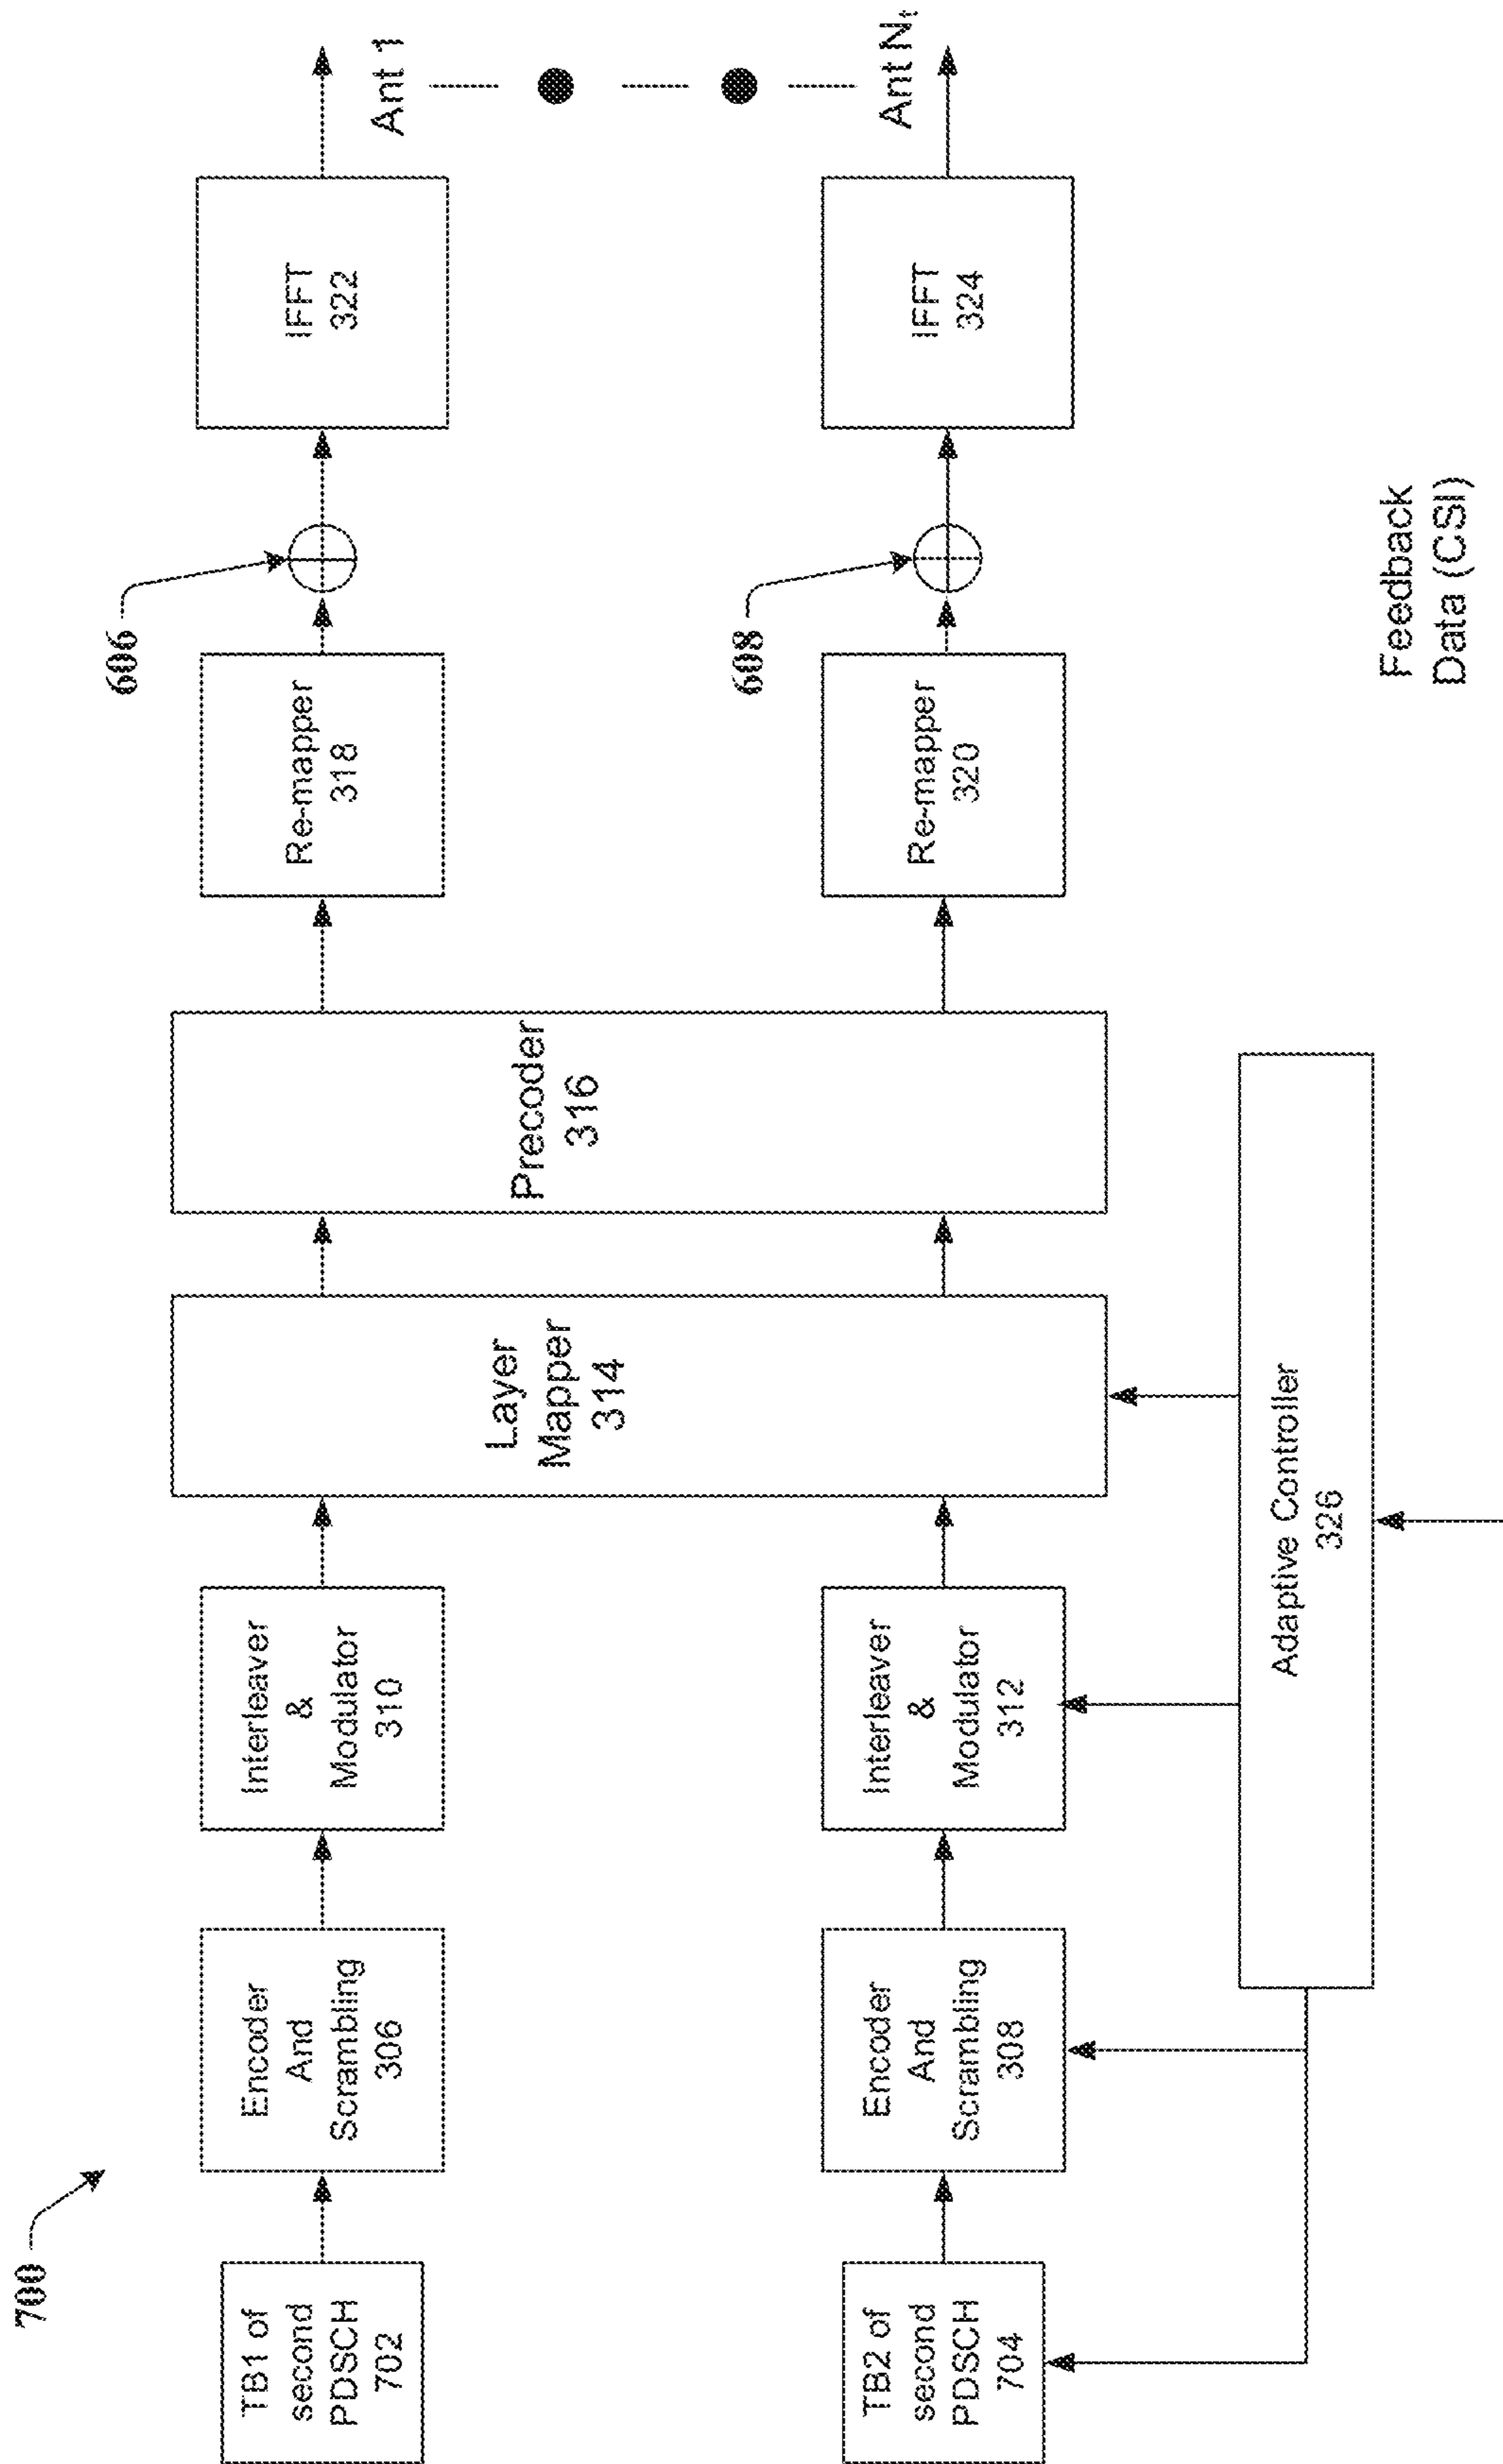 700
TB1 of
second
PDSCH
702
Encoder
And
Scrambling
306
Interleaver
&
Modulator
310
Layer
Mapper
314
Precoder
316
Re-mapper
318
606
IFFT
322
Ant 1
TB2 of
second
PDSCH
704
Encoder
And
Scrambling
308
Interleaver
&
Modulator
312
Re-mapper
320
608
IFFT
324
Ant Nt
Adaptive Controller
326
Feedback
Data (CSI)